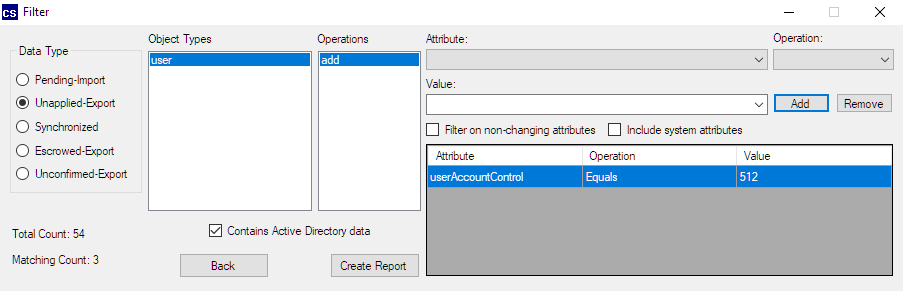 CS Filter
Data Type
Pending-Import
Unapplied-Export
Synchronized
Escrowed-Export
Unconfirmed-Export
Object Types
user
Operations
add
Attribute:
Operation:
Value:
Add
Remove
Filter on non-changing attributes
Include system attributes
Attribute Operation Value
userAccountControl Equals 512
Total Count: 54
Contains Active Directory data
Matching Count: 3
Back
Create Report